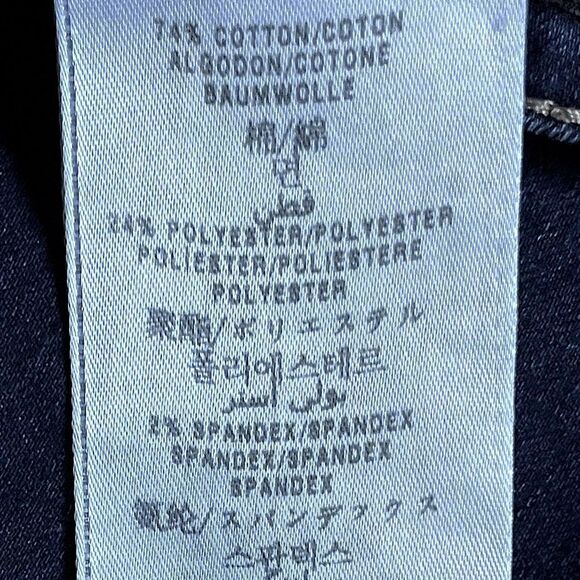 74% COTTON/COTON
ALGODON/COTONE
BAUMWOLLE
棉/綿
면
قطن
24% POLYESTER/POLYESTER
POLIESTER/POLIESTERE
POLYESTER
聚酯/ポリエステル
폴리에스테르
بولي استر
2% SPANDEX/SPANDEX
SPANDEX/SPANDEX
SPANDEX
氨纶/スパンデックス
스판덱스